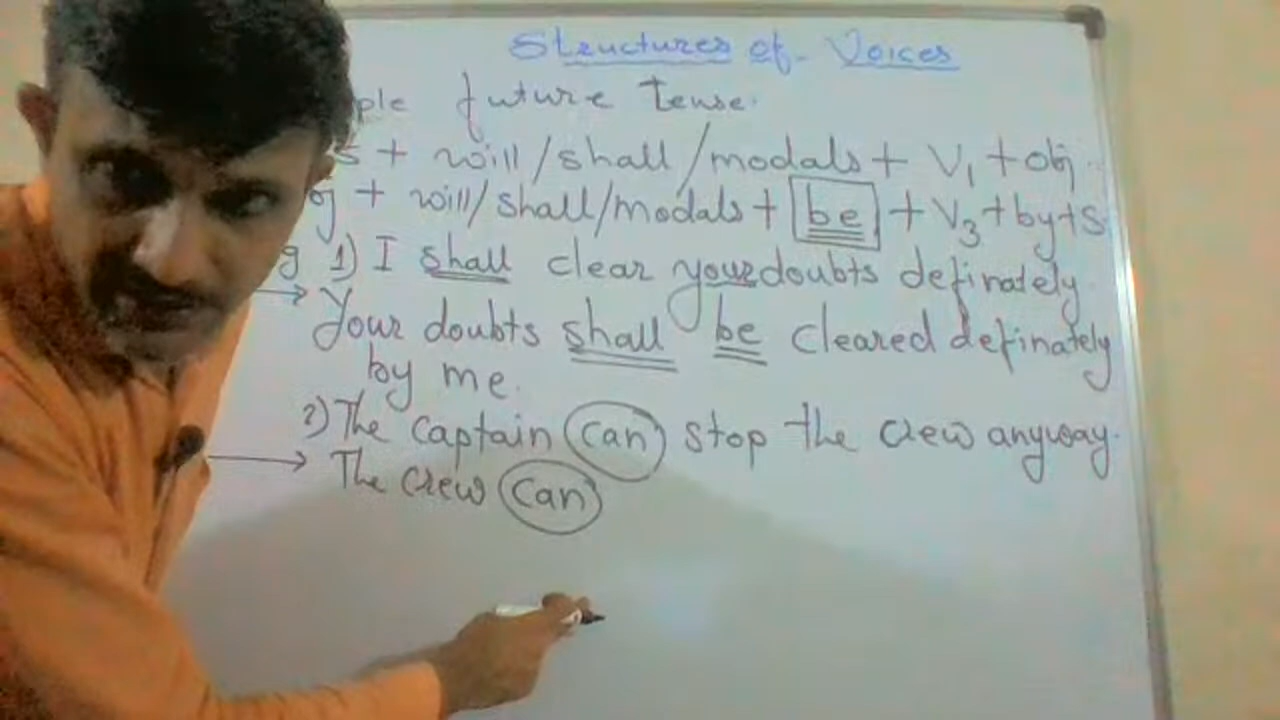 Structures of Voices
ple future Tense.
S + will/shall/modals + V₁ + obj.
oj + will/shall/modals + be + V₃ + by + S
g 1) I shall clear your doubts definately.
→ Your doubts shall be cleared definately
by me.
2) The Captain can stop the crew anyway.
→ The crew can